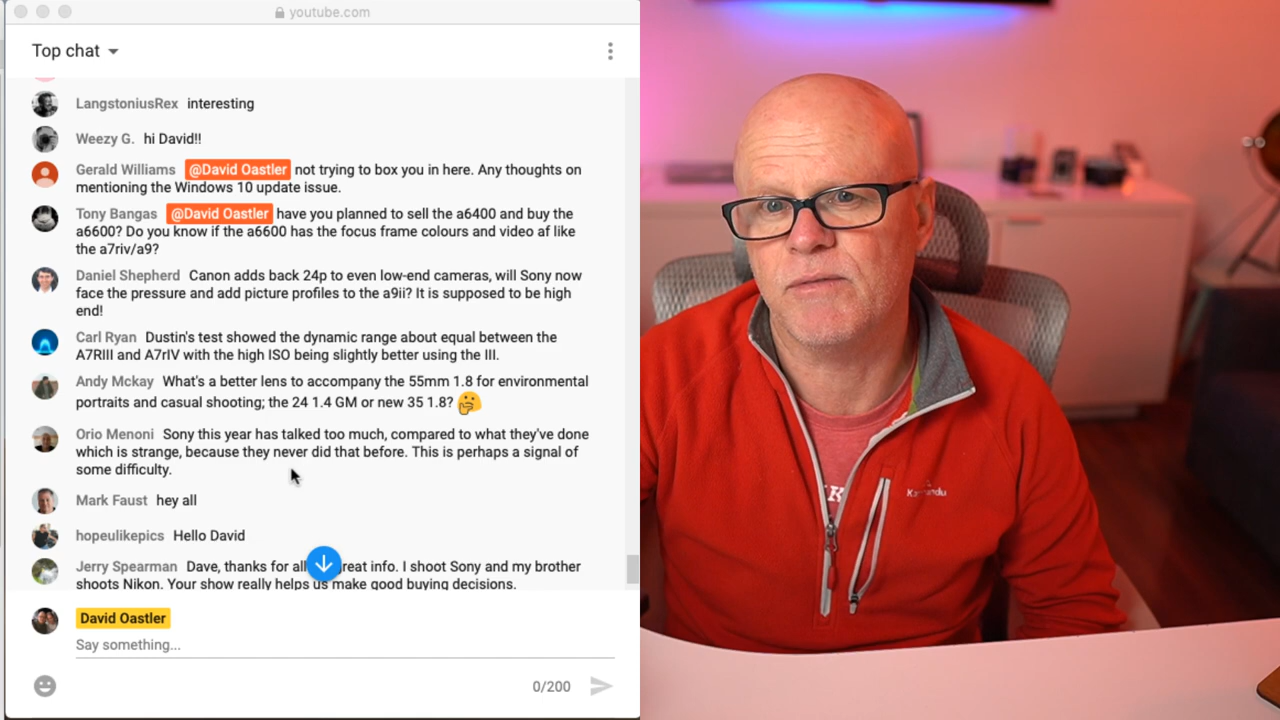 youtube.com
Top chat
LangstoniusRex interesting
Weezy G. hi David!!
Gerald Williams @David Oastler not trying to box you in here. Any thoughts on
mentioning the Windows 10 update issue.
Tony Bangas @David Oastler have you planned to sell the a6400 and buy the
a6600? Do you know if the a6600 has the focus frame colours and video af like
the a7riv/a9?
Daniel Shepherd Canon adds back 24p to even low-end cameras, will Sony now
face the pressure and add picture profiles to the a9ii? It is supposed to be high
end!
Carl Ryan Dustin's test showed the dynamic range about equal between the
A7RIII and A7rIV with the high ISO being slightly better using the III.
Andy Mckay What's a better lens to accompany the 55mm 1.8 for environmental
portraits and casual shooting; the 24 1.4 GM or new 35 1.8?
Orio Menoni Sony this year has talked too much, compared to what they've done
which is strange, because they never did that before. This is perhaps a signal of
some difficulty.
Mark Faust hey all
hopeulikepics Hello David
Jerry Spearman Dave, thanks for all great info. I shoot Sony and my brother
shoots Nikon. Your show really helps us make good buying decisions.
David Oastler
Say something...
0/200